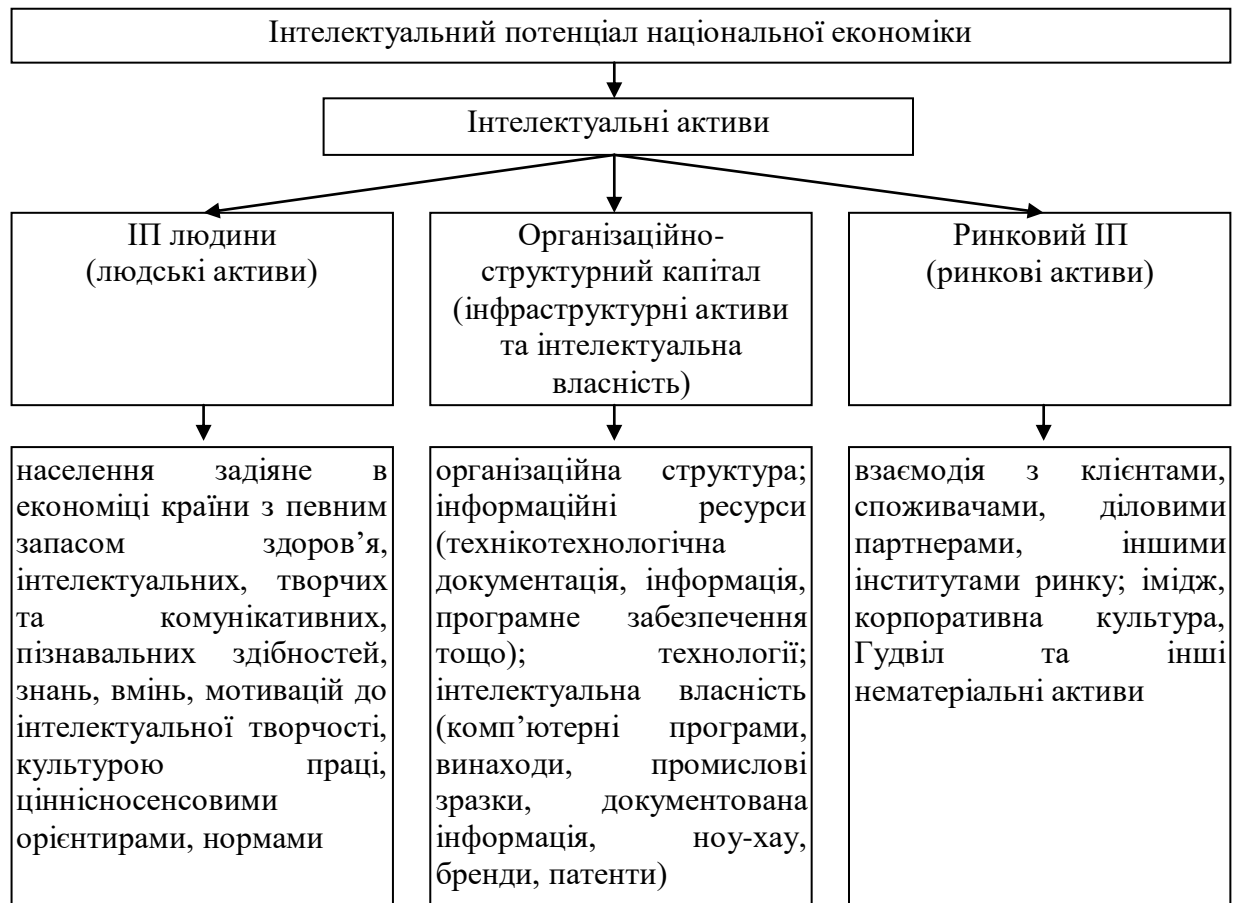 Інтелектуальний потенціал національної економіки
Інтелектуальні активи
ІП людини
(людські активи)
Організаційно-
структурний капітал
(інфраструктурні активи
та інтелектуальна
власність)
Ринковий ІП
(ринкові активи)
населення задіяне в
економіці країни з певним
запасом здоров’я,
інтелектуальних, творчих
та комунікативних,
пізнавальних здібностей,
знань, вмінь, мотивацій до
інтелектуальної творчості,
культурою праці,
ціннісносенсовими
орієнтирами, нормами
організаційна структура;
інформаційні ресурси
(технікотехнологічна
документація, інформація,
програмне забезпечення
тощо); технології;
інтелектуальна власність
(комп’ютерні програми,
винаходи, промислові
зразки, документована
інформація, ноу-хау,
бренди, патенти)
взаємодія з клієнтами,
споживачами, діловими
партнерами, іншими
інститутами ринку; імідж,
корпоративна культура,
Гудвіл та інші
нематеріальні активи